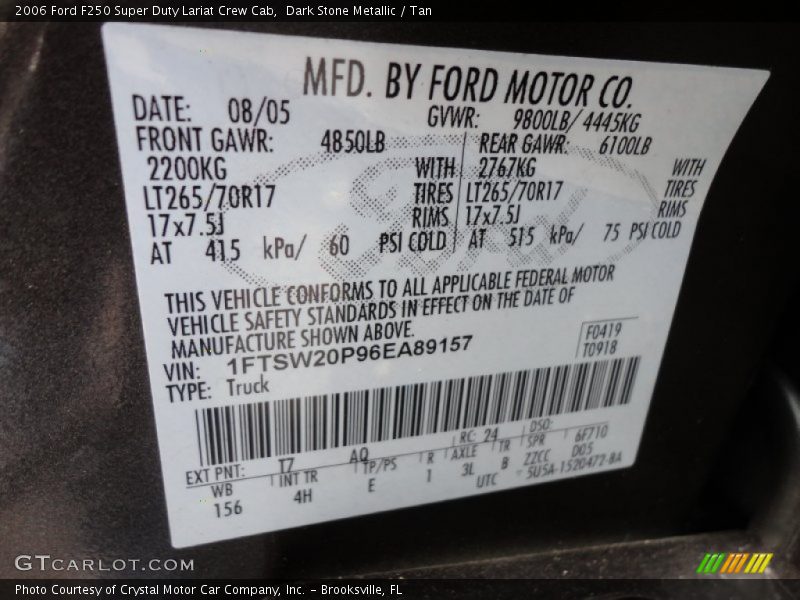 2006 Ford F250 Super Duty Lariat Crew Cab,  Dark Stone Metallic / Tan
MFD. BY FORD MOTOR CO.
DATE: 08/05 GVWR: 9800LB/ 4445KG
FRONT GAWR: 4850LB REAR GAWR: 6100LB
2200KG WITH 2767KG WITH
LT265/70R17 TIRES LT265/70R17 TIRES
17x7.5J RIMS 17x7.5J RIMS
AT 415 kPa/ 60 PSI COLD AT 515 kPa/ 75 PSI COLD
THIS VEHICLE CONFORMS TO ALL APPLICABLE FEDERAL MOTOR
VEHICLE SAFETY STANDARDS IN EFFECT ON THE DATE OF
MANUFACTURE SHOWN ABOVE.
VIN: 1FTSW20P96EA89157
TYPE: Truck
F0419
T0918
EXT PNT: T7 AQ RC: 24 DSO: 6F710
WB INT TR TP/PS R AXLE TR SPR D05
156 4H E 1 3L B ZZCC
UTC 5U5A-1520472-BA
GTCarLot.com
Photo Courtesy of Crystal Motor Car Company, Inc. – Brooksville, FL